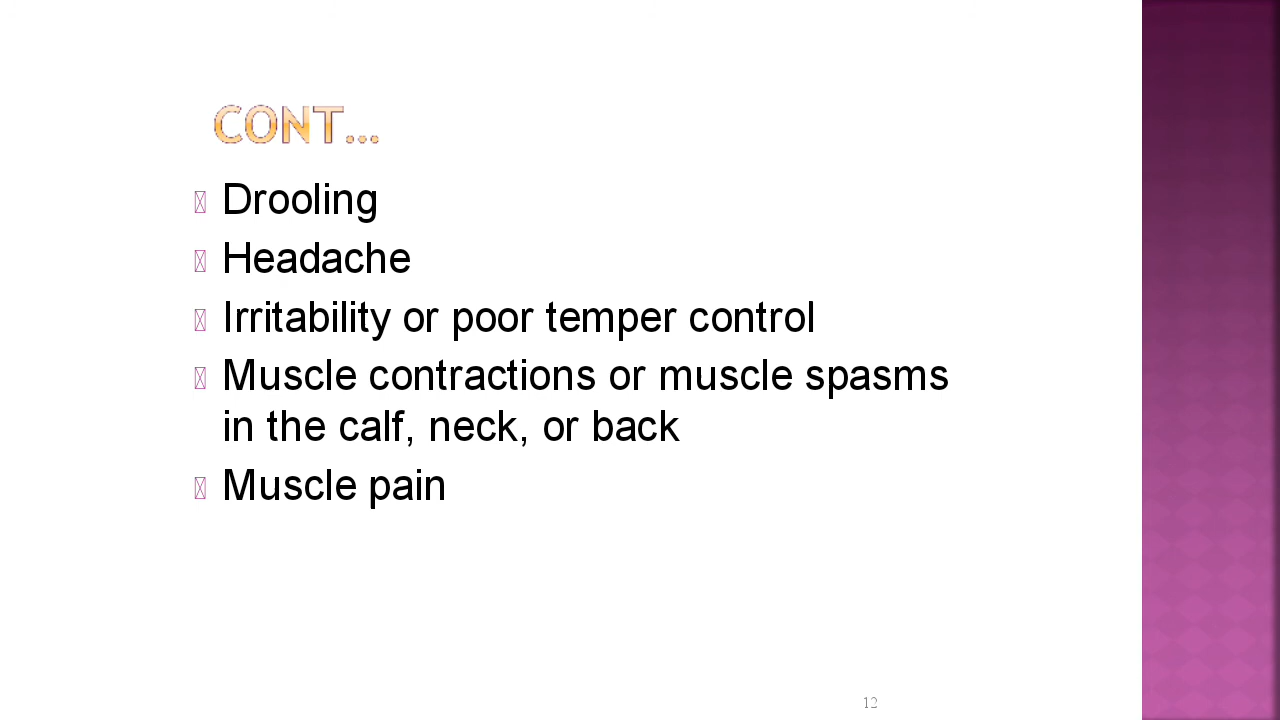 CONT…
Drooling
Headache
Irritability or poor temper control
Muscle contractions or muscle spasms
in the calf, neck, or back
Muscle pain
12